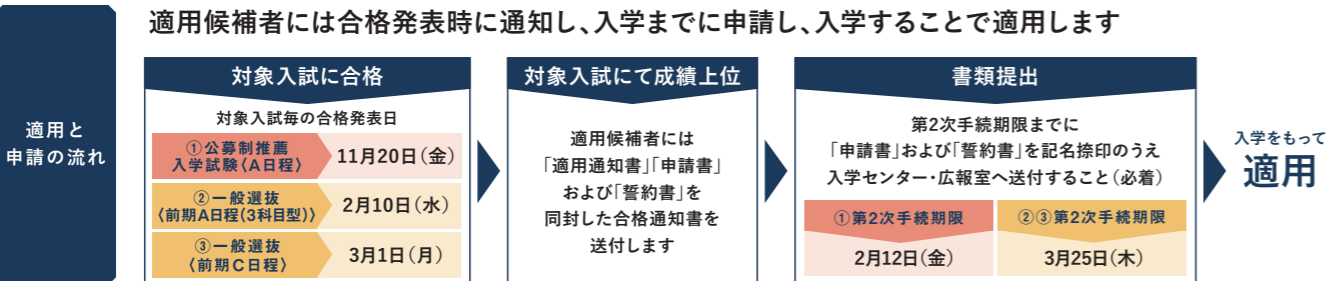 適用と
申請の流れ
適用候補者には合格発表時に通知し、入学までに申請し、入学することで適用します
対象入試に合格
対象入試毎の合格発表日
①公募制推薦
入学試験〈A日程〉
11月20日(金)
②一般選抜
〈前期A日程(3科目型)〉
2月10日(水)
③一般選抜
〈前期C日程〉
3月1日(月)
対象入試にて成績上位
適用候補者には
「適用通知書」「申請書」
および「誓約書」を
同封した合格通知書を
送付します
書類提出
第2次手続期限までに
「申請書」および「誓約書」を記名捺印のうえ
入学センター・広報室へ送付すること(必着)
①第2次手続期限
2月12日(金)
②③第2次手続期限
3月25日(木)
入学をもって
適用